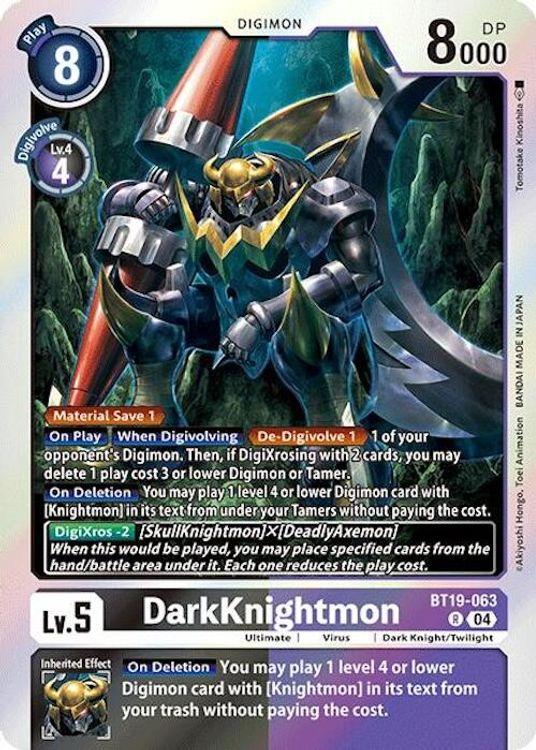 DIGIMON
Play
8
DP
8000
Digivolve
Lv.4
4
Tomotake Kinoshita
BANDAI MADE IN JAPAN
©Akiyoshi Hongo, Toei Animation
Material Save 1
On Play When Digivolving De-Digivolve 1 1 of your
opponent's Digimon. Then, if DigiXrosing with 2 cards, you may
delete 1 play cost 3 or lower Digimon or Tamer.
On Deletion You may play 1 level 4 or lower Digimon card with
[Knightmon] in its text from under your Tamers without paying the cost.
DigiXros -2 [SkullKnightmon]×[DeadlyAxemon]
When this would be played, you may place specified cards from the
hand/battle area under it. Each one reduces the play cost.
Lv.5
DarkKnightmon
BT19-063
R 04
Ultimate | Virus | Dark Knight/Twilight
Inherited Effect
On Deletion You may play 1 level 4 or lower
Digimon card with [Knightmon] in its text from
your trash without paying the cost.